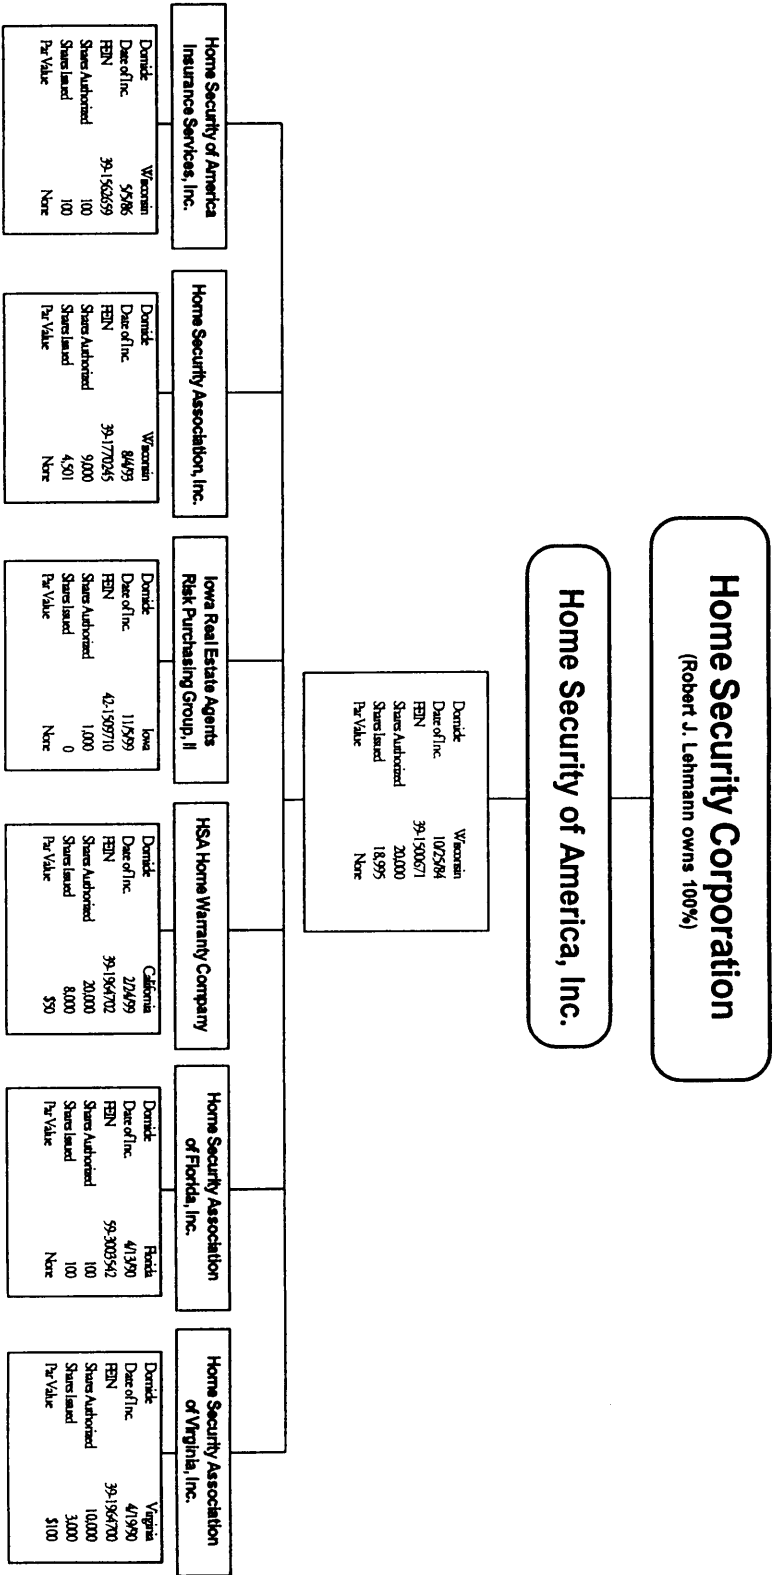 Home Security Corporation
(Robert J. Lehmann owns 100%)
Home Security of America, Inc.
Domicile Wisconsin
Date of Inc. 10/25/84
FEIN 39-1500671
Shares Authorized 20,000
Shares Issued 18,995
Par Value None
Home Security of America
Insurance Services, Inc.
Domicile Wisconsin
Date of Inc. 5/5/86
FEIN 39-1562659
Shares Authorized 100
Shares Issued 100
Par Value None
Home Security Association, Inc.
Domicile Wisconsin
Date of Inc. 8/4/93
FEIN 39-1770245
Shares Authorized 9,000
Shares Issued 4,501
Par Value None
Iowa Real Estate Agents
Risk Purchasing Group, II
Domicile Iowa
Date of Inc. 11/5/99
FEIN 42-1509710
Shares Authorized 1,000
Shares Issued 0
Par Value None
HSA Home Warranty Company
Domicile California
Date of Inc. 2/24/99
FEIN 39-1964702
Shares Authorized 20,000
Shares Issued 8,000
Par Value $50
Home Security Association
of Florida, Inc.
Domicile Florida
Date of Inc. 4/13/90
FEIN 59-3003542
Shares Authorized 100
Shares Issued 100
Par Value None
Home Security Association
of Virginia, Inc.
Domicile Virginia
Date of Inc. 4/19/90
FEIN 39-1964700
Shares Authorized 10,000
Shares Issued 3,000
Par Value $100